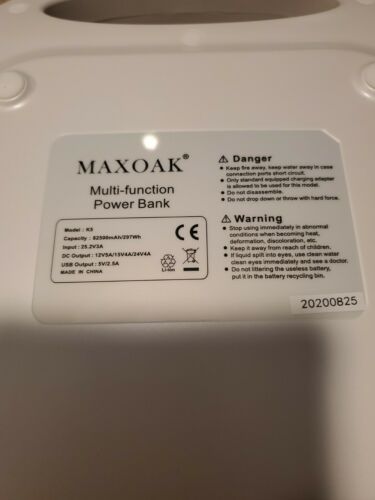 MAXOAK®
Multi-function
Power Bank
Model : K5
Capacity : 82500mAh/297Wh
Input : 25.2V3A
DC Output : 12V5A/15V4A/24V4A
USB Output : 5V/2.5A
MADE IN CHINA
CE
Li-ion
Danger
Keep fire away, keep water away in case
connection ports short circuit.
Only standard equipped charging adapter
is allowed to be used for this model.
Do not disassemble.
Do not drop down or throw with hard force.
Warning
Stop using immediately in abnormal
conditions when becoming heat,
deformation, discoloration, etc.
Keep it away from reach of children.
If liquid spilt into eyes, use clean water
clean eyes immediately and see a doctor.
Do not littering the useless battery,
put it in the battery recycling bin.
20200825